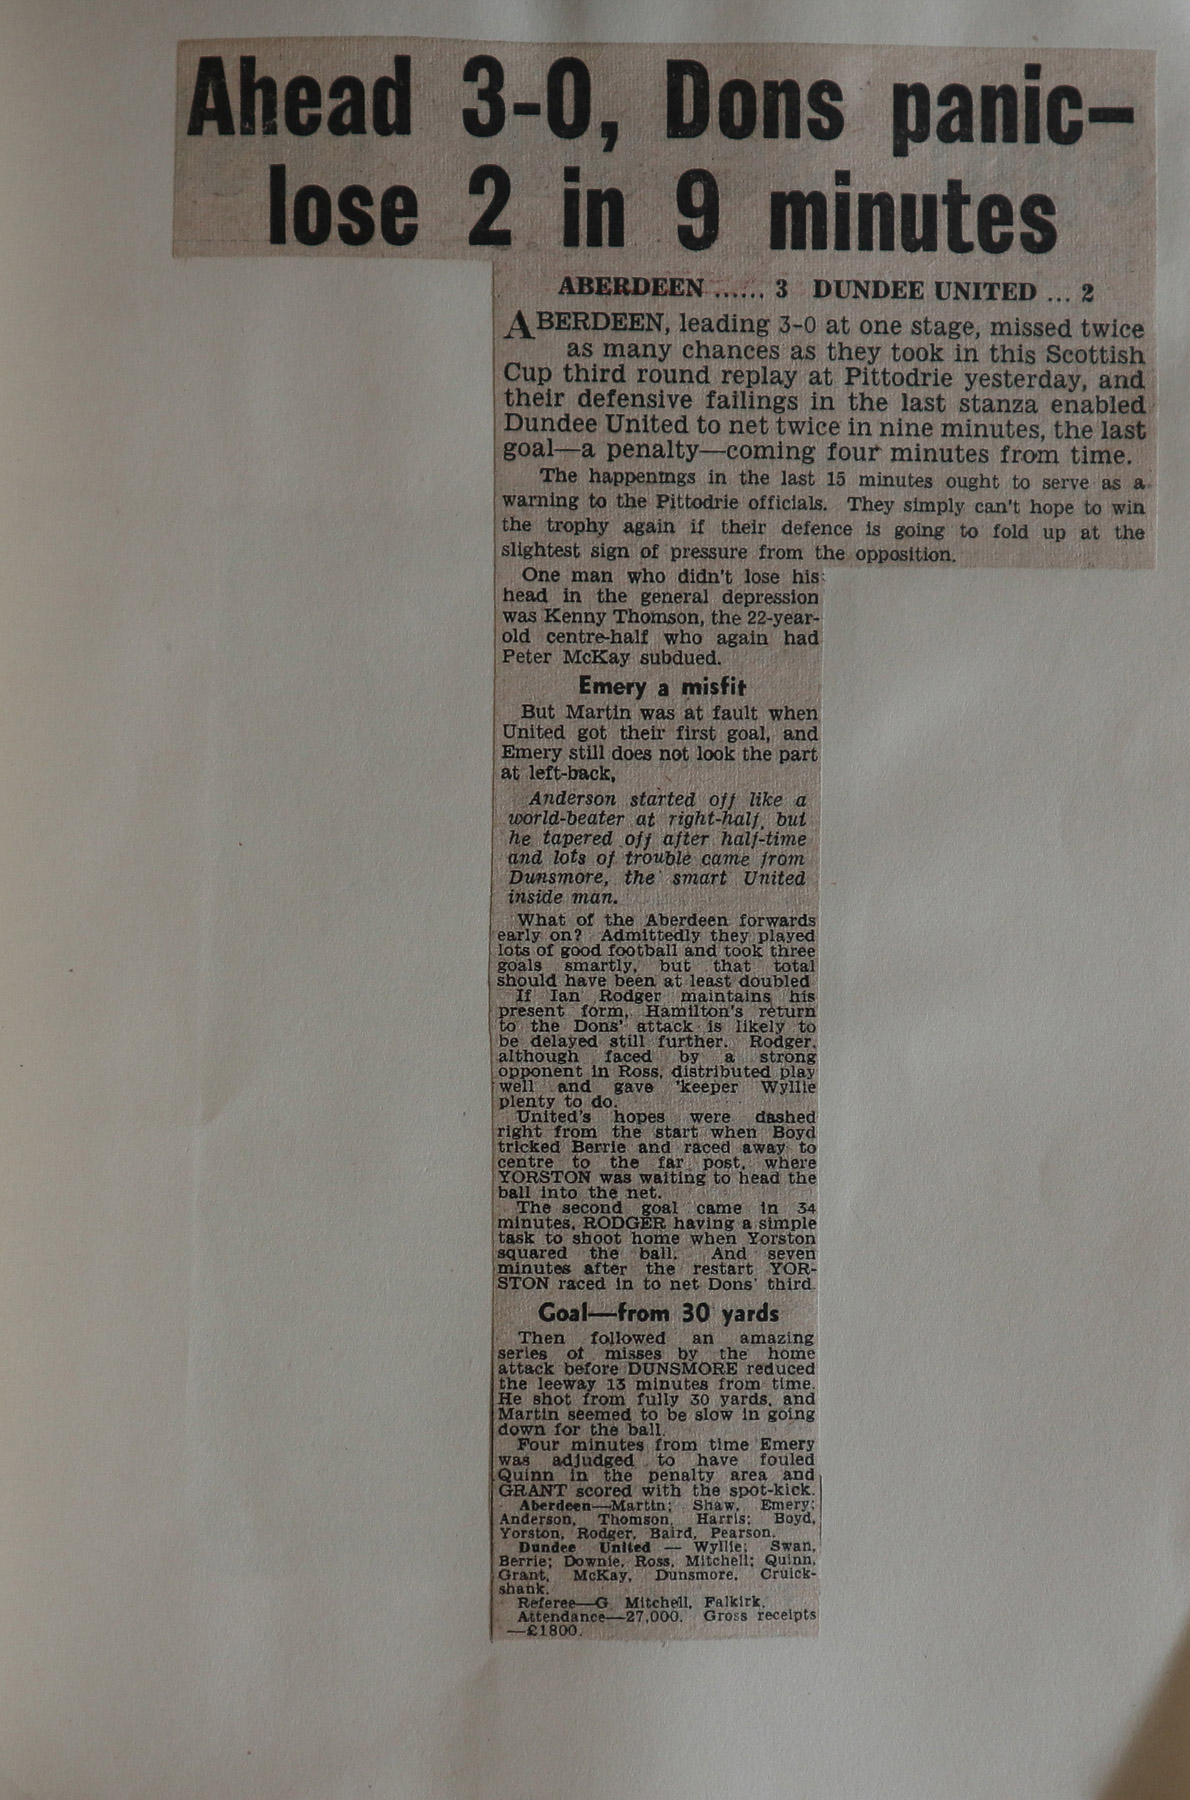 Ahead 3-0, Dons panic—
lose 2 in 9 minutes
ABERDEEN ...... 3 DUNDEE UNITED ... 2
ABERDEEN, leading 3-0 at one stage, missed twice
as many chances as they took in this Scottish
Cup third round replay at Pittodrie yesterday, and
their defensive failings in the last stanza enabled
Dundee United to net twice in nine minutes, the last
goal—a penalty—coming four minutes from time.
The happenings in the last 15 minutes ought to serve as a
warning to the Pittodrie officials. They simply can't hope to win
the trophy again if their defence is going to fold up at the
slightest sign of pressure from the opposition.
One man who didn't lose his
head in the general depression
was Kenny Thomson, the 22-year-
old centre-half who again had
Peter McKay subdued.
Emery a misfit
But Martin was at fault when
United got their first goal, and
Emery still does not look the part
at left-back,
Anderson started off like a
world-beater at right-half, but
he tapered off after half-time
and lots of trouble came from
Dunsmore, the smart United
inside man.
What of the Aberdeen forwards
early on? Admittedly they played
lots of good football and took three
goals smartly, but that total
should have been at least doubled
If Ian Rodger maintains his
present form, Hamilton's return
to the Dons' attack is likely to
be delayed still further. Rodger,
although faced by a strong
opponent in Ross, distributed play
well and gave 'keeper Wyllie
plenty to do.
United's hopes were dashed
right from the start when Boyd
tricked Berrie and raced away to
centre to the far post, where
YORSTON was waiting to head the
ball into the net.
The second goal came in 34
minutes, RODGER having a simple
task to shoot home when Yorston
squared the ball. And seven
minutes after the restart YOR-
STON raced in to net Dons' third.
Goal—from 30 yards
Then followed an amazing
series of misses by the home
attack before DUNSMORE reduced
the leeway 13 minutes from time.
He shot from fully 30 yards, and
Martin seemed to be slow in going
down for the ball.
Four minutes from time Emery
was adjudged to have fouled
Quinn in the penalty area and
GRANT scored with the spot-kick.
Aberdeen—Martin; Shaw, Emery;
Anderson, Thomson, Harris; Boyd,
Yorston, Rodger, Baird, Pearson.
Dundee United — Wyllie; Swan,
Berrie; Downie, Ross, Mitchell; Quinn,
Grant, McKay, Dunsmore, Cruick-
shank.
Referee—G. Mitchell, Falkirk.
Attendance—27,000. Gross receipts
—£1800.